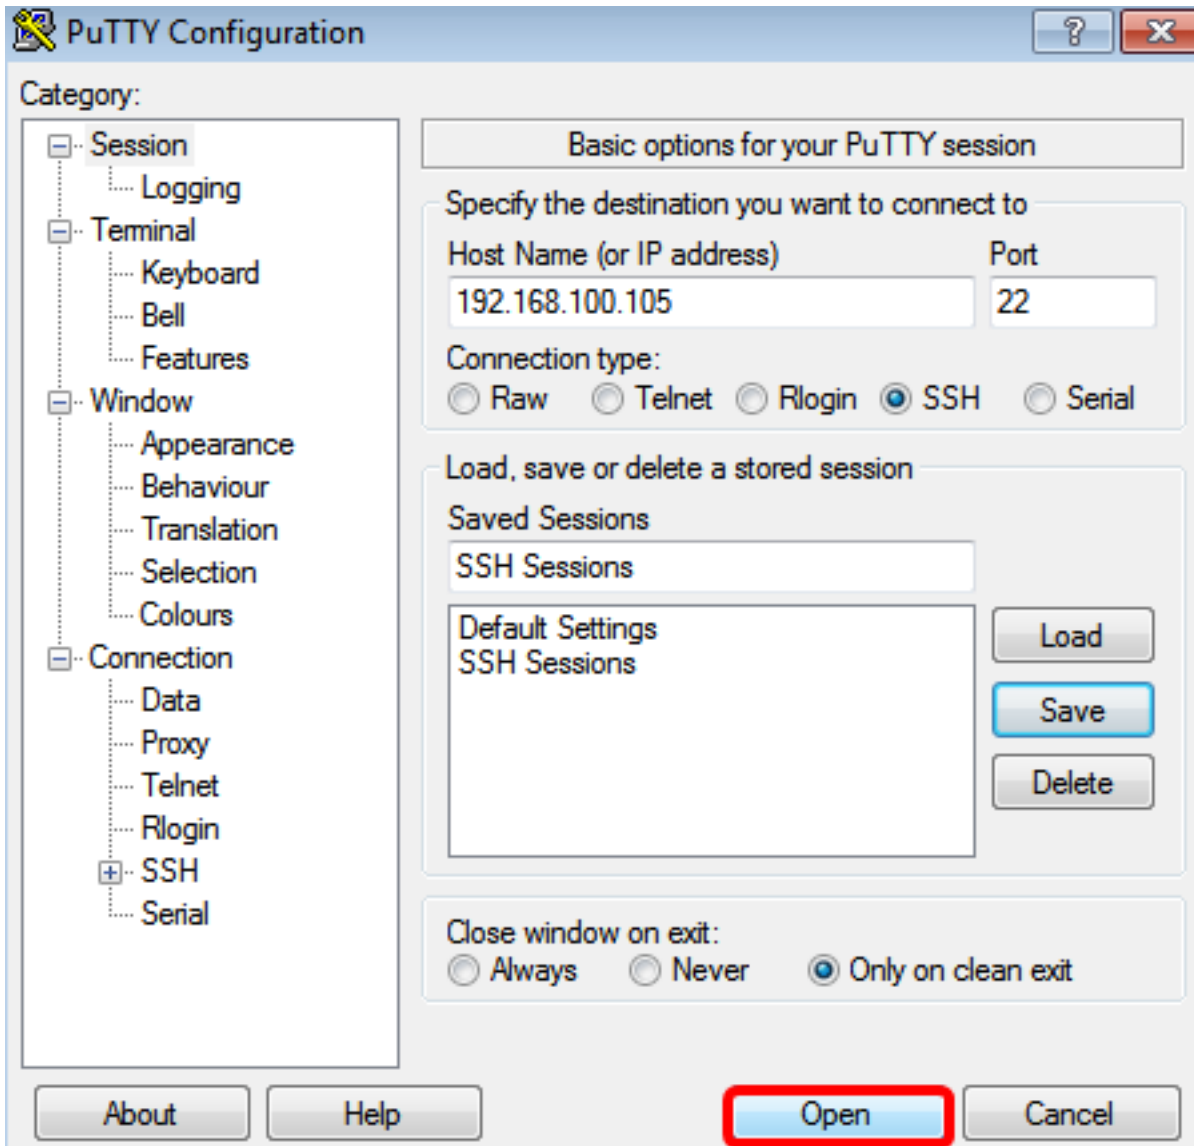 PuTTY Configuration
?
Category:
Session
Logging
Terminal
Keyboard
Bell
Features
Window
Appearance
Behaviour
Translation
Selection
Colours
Connection
Data
Proxy
Telnet
Rlogin
SSH
Serial
Basic options for your PuTTY session
Specify the destination you want to connect to
Host Name (or IP address) Port
192.168.100.105 22
Connection type:
Raw Telnet Rlogin SSH Serial
Load, save or delete a stored session
Saved Sessions
SSH Sessions
Default Settings
SSH Sessions
Load
Save
Delete
Close window on exit:
Always Never Only on clean exit
About Help Open Cancel